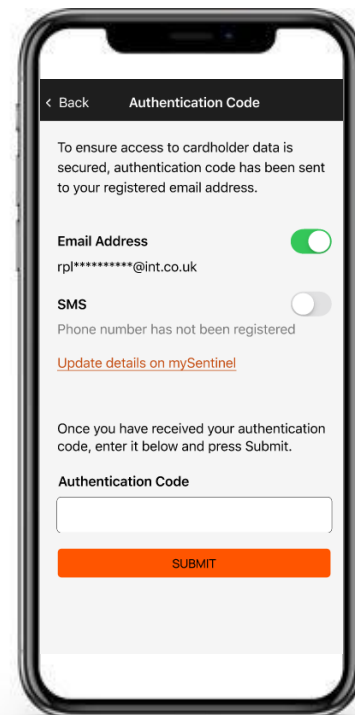 < Back Authentication Code
To ensure access to cardholder data is
secured, authentication code has been sent
to your registered email address.
Email Address
rpl**********@int.co.uk
SMS
Phone number has not been registered
Update details on mySentinel
Once you have received your authentication
code, enter it below and press Submit.
Authentication Code
SUBMIT